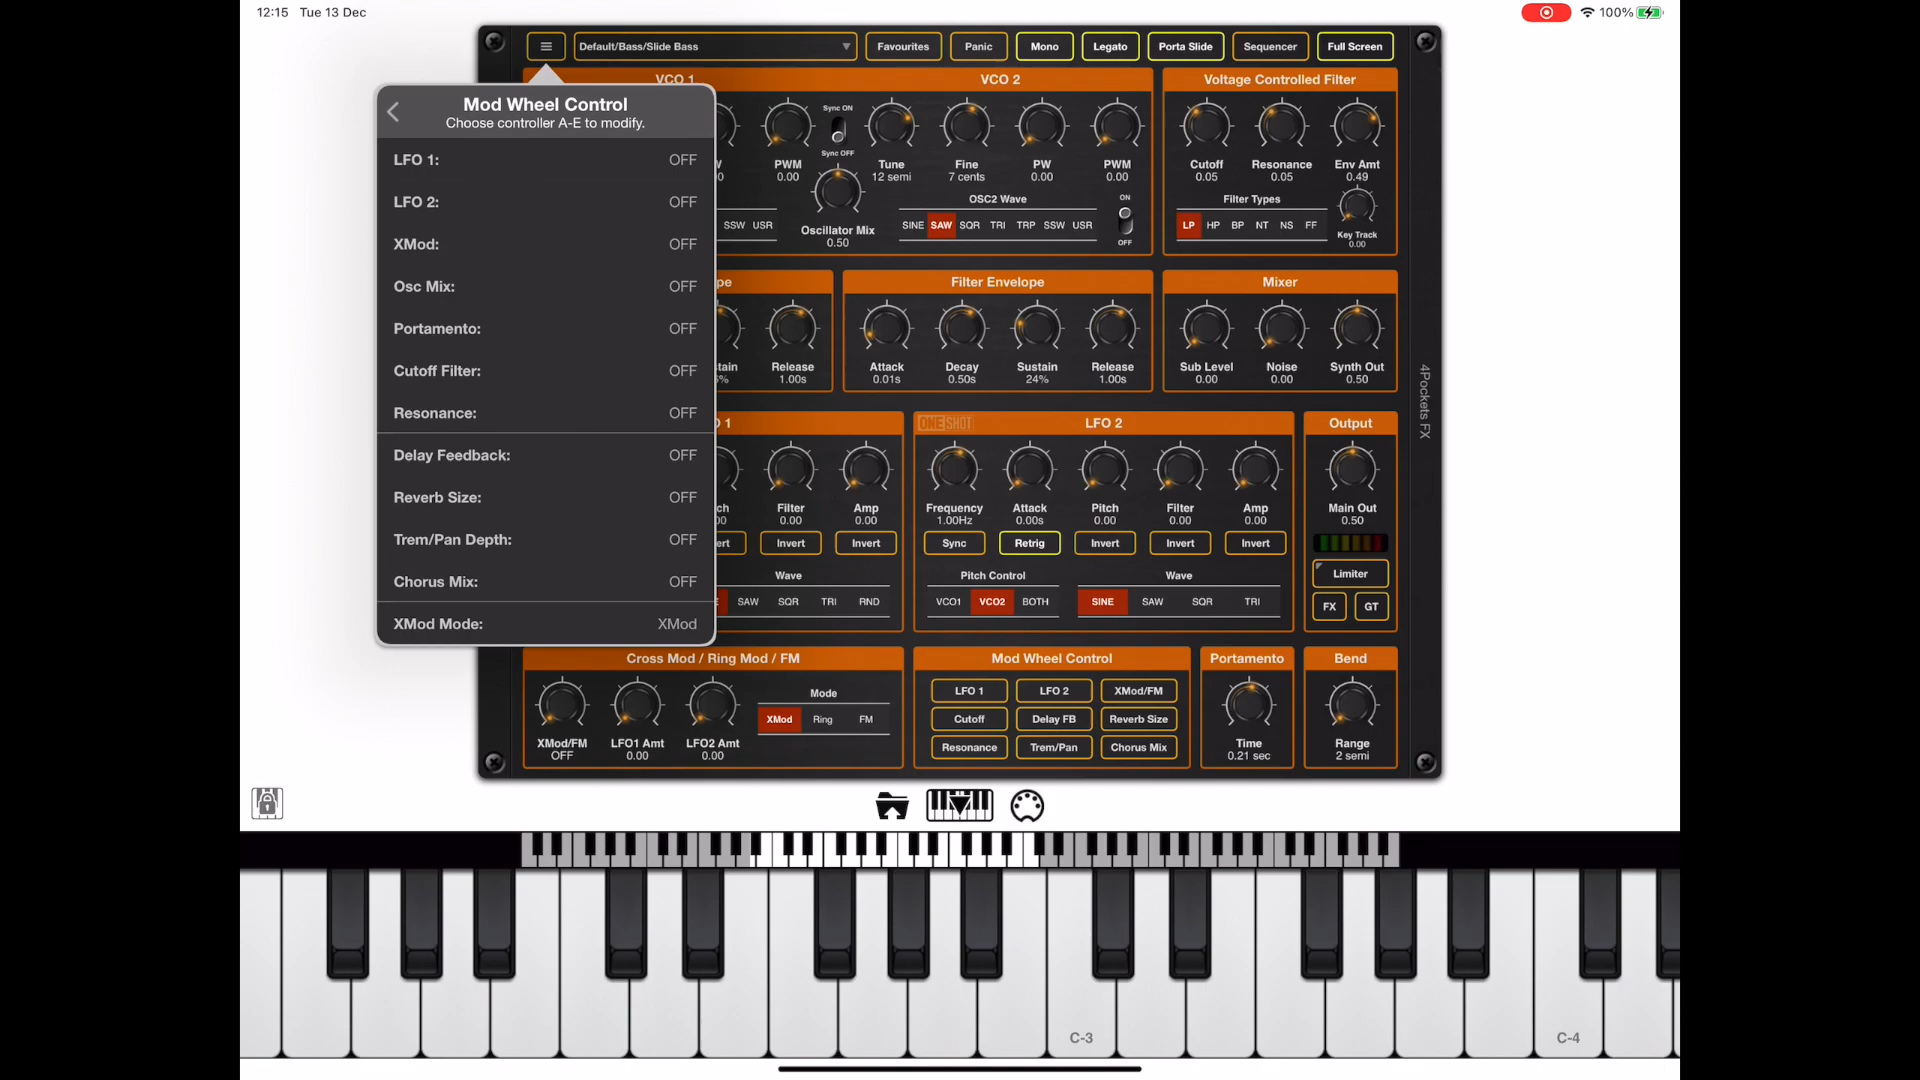 12:15 Tue 13 Dec
100%
Default/Bass/Slide Bass
Favourites
Panic
Mono
Legato
Porta Slide
Sequencer
Full Screen
Mod Wheel Control
Choose controller A-E to modify.
LFO 1: OFF
LFO 2: OFF
XMod: OFF
Osc Mix: OFF
Portamento: OFF
Cutoff Filter: OFF
Resonance: OFF
Delay Feedback: OFF
Reverb Size: OFF
Trem/Pan Depth: OFF
Chorus Mix: OFF
XMod Mode: XMod
VCO 1
VCO 2
PWM
0.00
Sync ON
Sync OFF
Oscillator Mix
0.50
Tune
12 semi
Fine
7 cents
PW
0.00
PWM
0.00
SSW USR
OSC2 Wave
SINE SAW SQR TRI TRP SSW USR
ON
OFF
Voltage Controlled Filter
Cutoff
0.05
Resonance
0.05
Env Amt
0.49
Filter Types
LP HP BP NT NS FF
Key Track
0.00
pe
tain
%
Release
1.00s
Filter Envelope
Attack
0.01s
Decay
0.50s
Sustain
24%
Release
1.00s
Mixer
Sub Level
0.00
Noise
0.00
Synth Out
0.50
4Pockets FX
1
ch
00
Filter
0.00
Amp
0.00
ert
Invert
Invert
Wave
SAW SQR TRI RND
ONE SHOT
LFO 2
Frequency
1.00Hz
Attack
0.00s
Pitch
0.00
Filter
0.00
Amp
0.00
Sync
Retrig
Invert
Invert
Invert
Pitch Control
VCO1 VCO2 BOTH
Wave
SINE SAW SQR TRI
Output
Main Out
0.50
Limiter
FX
GT
Cross Mod / Ring Mod / FM
XMod/FM
OFF
LFO1 Amt
0.00
LFO2 Amt
0.00
Mode
XMod Ring FM
Mod Wheel Control
LFO 1 LFO 2 XMod/FM
Cutoff Delay FB Reverb Size
Resonance Trem/Pan Chorus Mix
Portamento
Time
0.21 sec
Bend
Range
2 semi
C-3
C-4